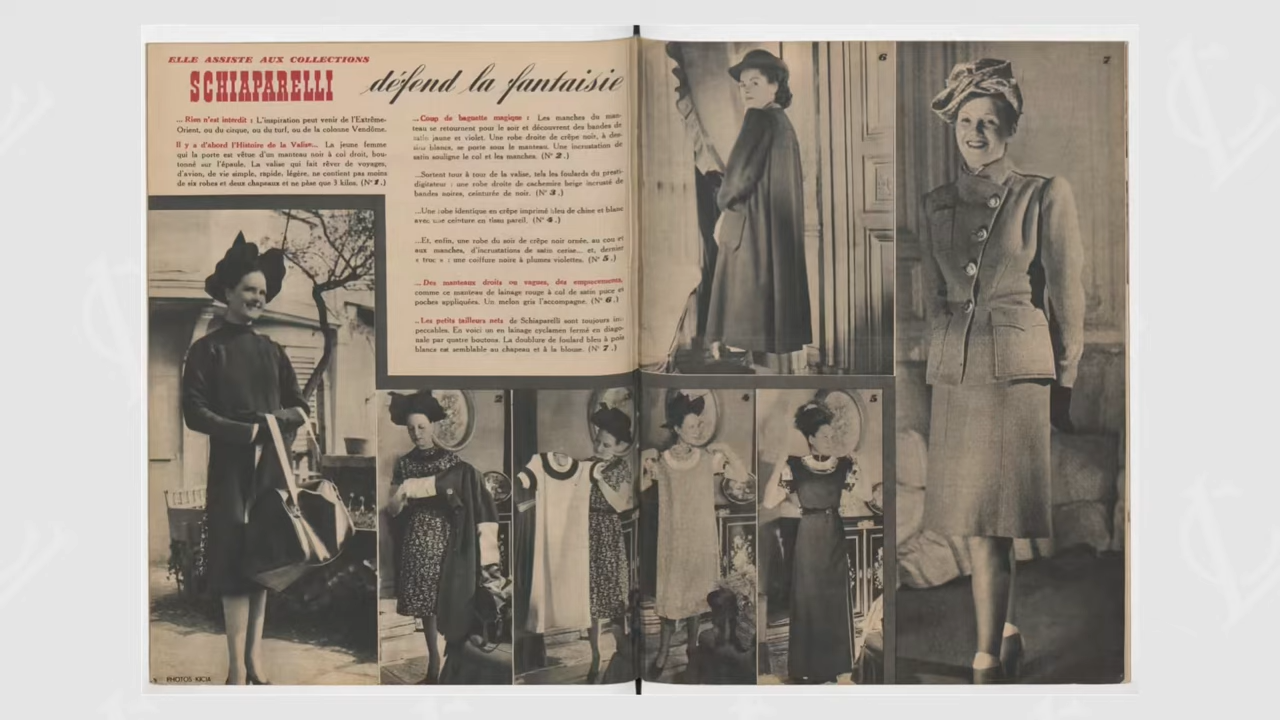 ELLE ASSISTE AUX COLLECTIONS
SCHIAPARELLI défend la fantaisie
... Rien n'est interdit : L'inspiration peut venir de l'Extrême-
Orient, ou du cirque, ou du turf, ou de la colonne Vendôme.
Il y a d'abord l'Histoire de la Valise... La jeune femme
qui la porte est vêtue d'un manteau noir à col droit, bou-
tonné sur l'épaule. La valise qui fait rêver de voyages,
d'avion, de vie simple, rapide, légère, ne contient pas moins
de six robes et deux chapeaux et ne pèse que 3 kilos. (N° 1.)
... Coup de baguette magique : Les manches du man-
teau se retournent pour le soir et découvrent des bandes de
satin jaune et violet. Une robe droite de crêpe noir, à des-
sins blancs, se porte sous le manteau. Une incrustation de
satin souligne le col et les manches. (N° 2.)
...Sortent tour à tour de la valise, tels les foulards du presti-
digitateur : une robe droite de cachemire beige incrusté de
bandes noires, ceinturée de noir. (N° 3.)
...Une robe identique en crêpe imprimé bleu de chine et blanc
avec une ceinture en tissu pareil. (N° 4.)
...Et, enfin, une robe du soir de crêpe noir ornée, au cou et
aux manches, d'incrustations de satin cerise... et, dernier
« truc » : une coiffure noire à plumes violettes. (N° 5.)
... Des manteaux droits ou vagues, des empiècements,
comme ce manteau de lainage rouge à col de satin puce et
poches appliquées. Un melon gris l'accompagne. (N° 6.)
...Les petits tailleurs nets de Schiaparelli sont toujours im-
peccables. En voici un en lainage cyclamen fermé en diago-
nale par quatre boutons. La doublure de foulard bleu à pois
blancs est semblable au chapeau et à la blouse. (N° 7.)
6
7
2
4
5
PHOTOS KICIA